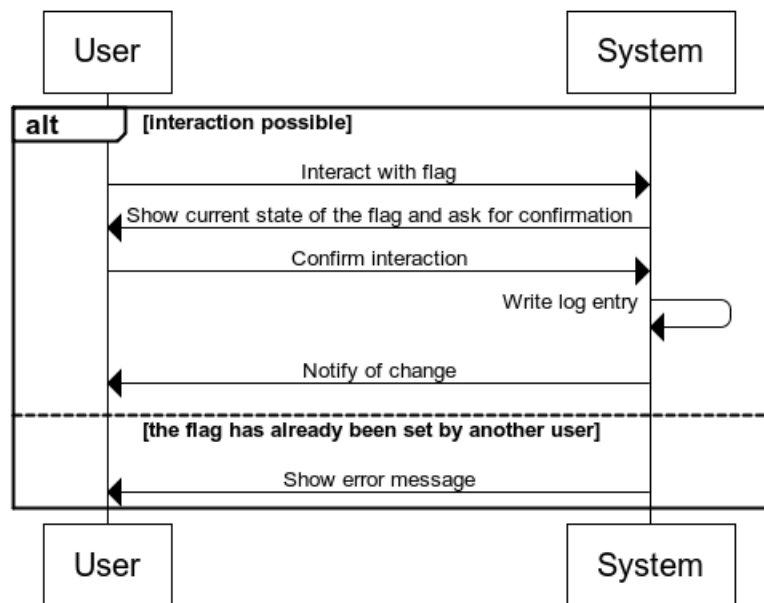 User
System
alt
[interaction possible]
Interact with flag
Show current state of the flag and ask for confirmation
Confirm interaction
Write log entry
Notify of change
[the flag has already been set by another user]
Show error message
User
System